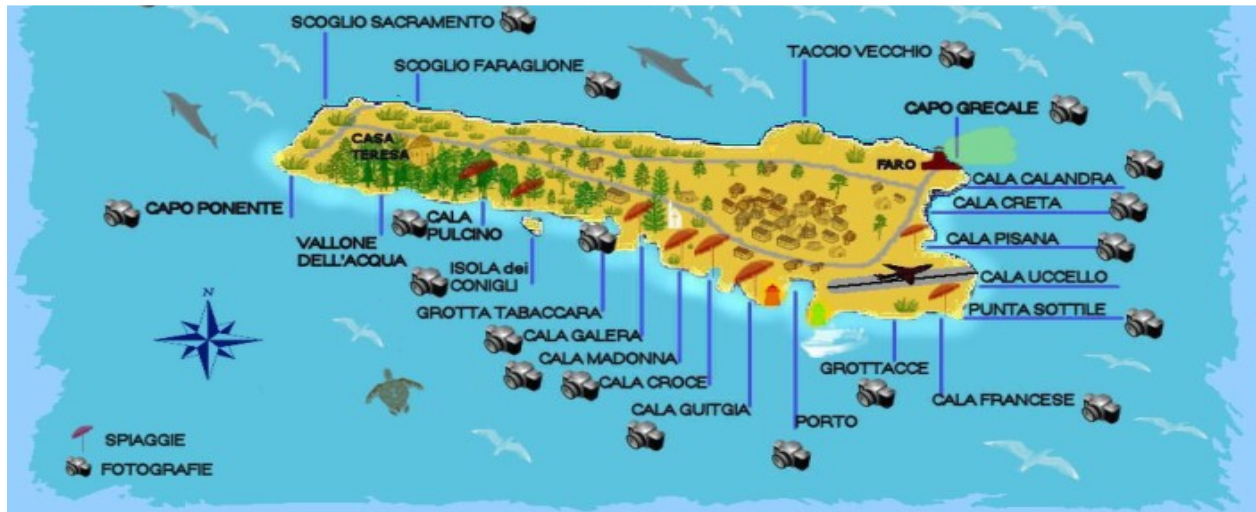 SCOGLIO SACRAMENTO
SCOGLIO FARAGLIONE
TACCIO VECCHIO
CAPO GRECALE
CASA
TERESA
FARO
CALA CALANDRA
CALA CRETA
CAPO PONENTE
CALA
PULCINO
CALA PISANA
VALLONE
DELL'ACQUA
ISOLA dei
CONIGLI
CALA UCCELLO
N
GROTTA TABACCARA
PUNTA SOTTILE
CALA GALERA
CALA MADONNA
GROTTACCE
CALA CROCE
CALA FRANCESE
CALA GUITGIA
PORTO
SPIAGGIE
FOTOGRAFIE